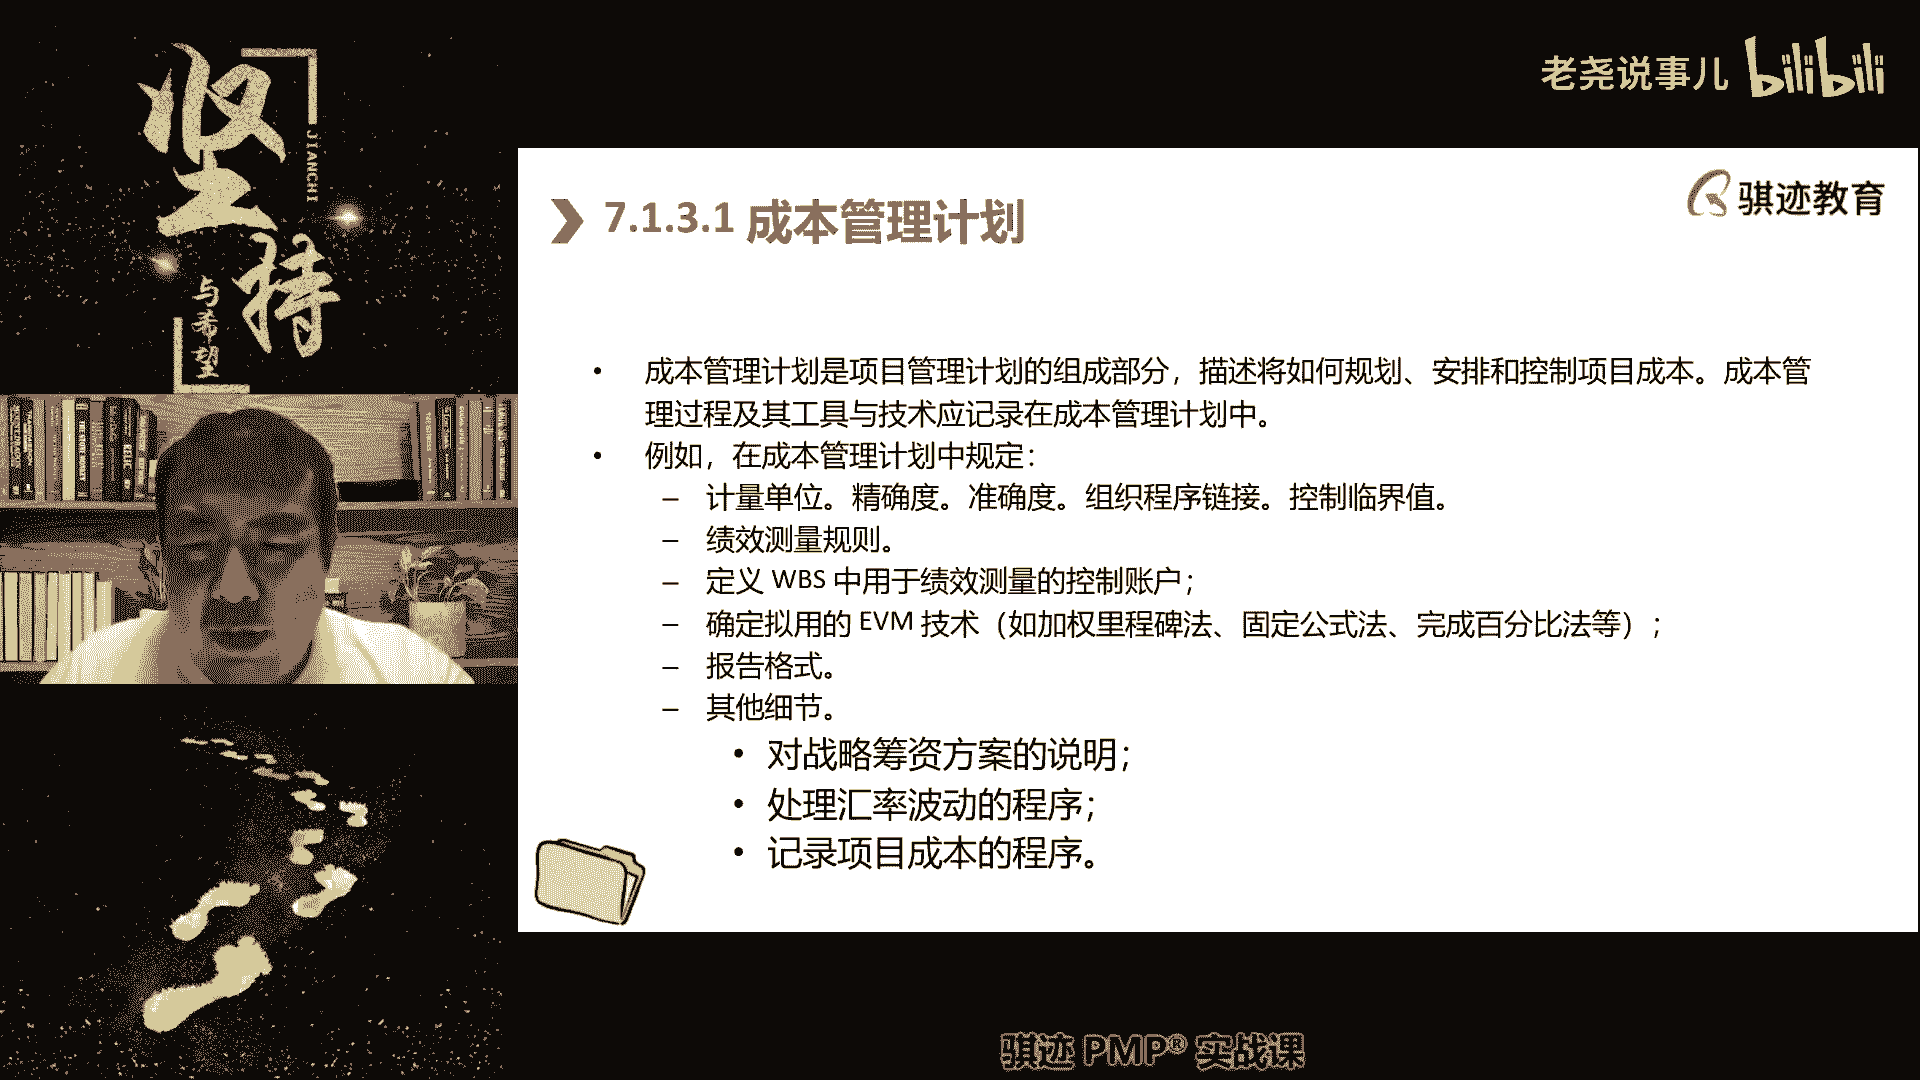 坚持
JIANCHI
与希望
老尧说事儿 bilibili
骐迹教育
7.1.3.1 成本管理计划
• 成本管理计划是项目管理计划的组成部分，描述将如何规划、安排和控制项目成本。成本管
理过程及其工具与技术应记录在成本管理计划中。
• 例如，在成本管理计划中规定：
– 计量单位。精确度。准确度。组织程序链接。控制临界值。
– 绩效测量规则。
– 定义 WBS 中用于绩效测量的控制账户；
– 确定拟用的 EVM 技术（如加权里程碑法、固定公式法、完成百分比法等）；
– 报告格式。
– 其他细节。
• 对战略筹资方案的说明；
• 处理汇率波动的程序；
• 记录项目成本的程序。
骐迹 PMP® 实战课